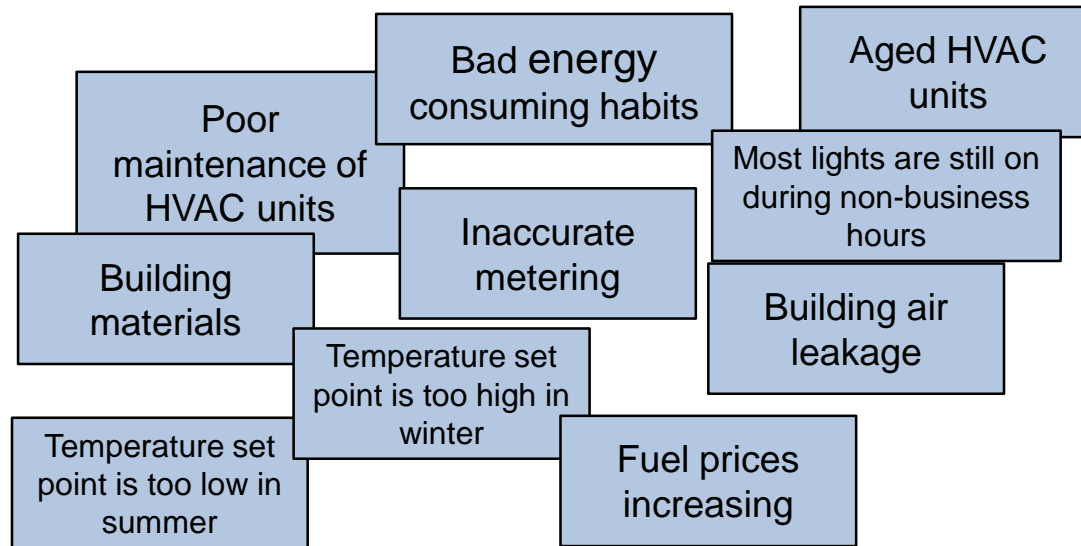 Bad energy
consuming habits
Aged HVAC
units
Poor
maintenance of
HVAC units
Most lights are still on
during non-business
hours
Inaccurate
metering
Building
materials
Building air
leakage
Temperature set
point is too high in
winter
Temperature set
point is too low in
summer
Fuel prices
increasing